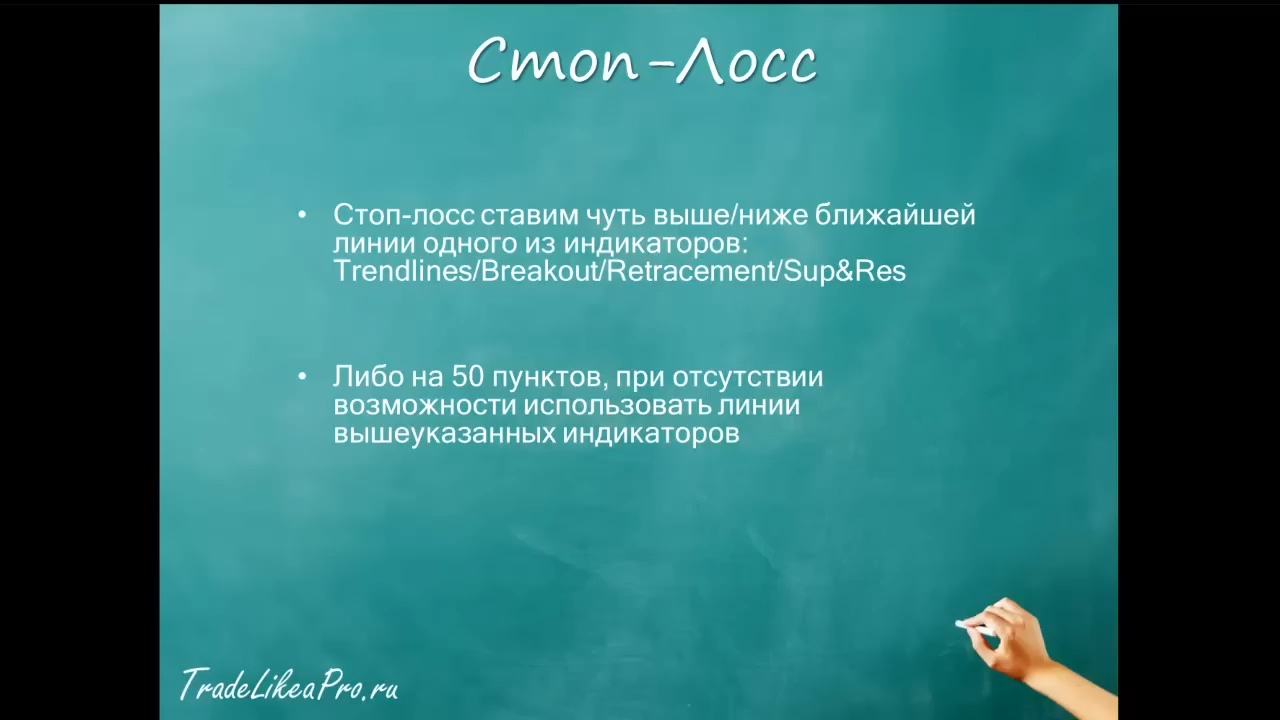 Стоп-Лосс
• Стоп-лосс ставим чуть выше/ниже ближайшей
линии одного из индикаторов:
Trendlines/Breakout/Retracement/Sup&Res
• Либо на 50 пунктов, при отсутствии
возможности использовать линии
вышеуказанных индикаторов
TradeLikeaPro.ru